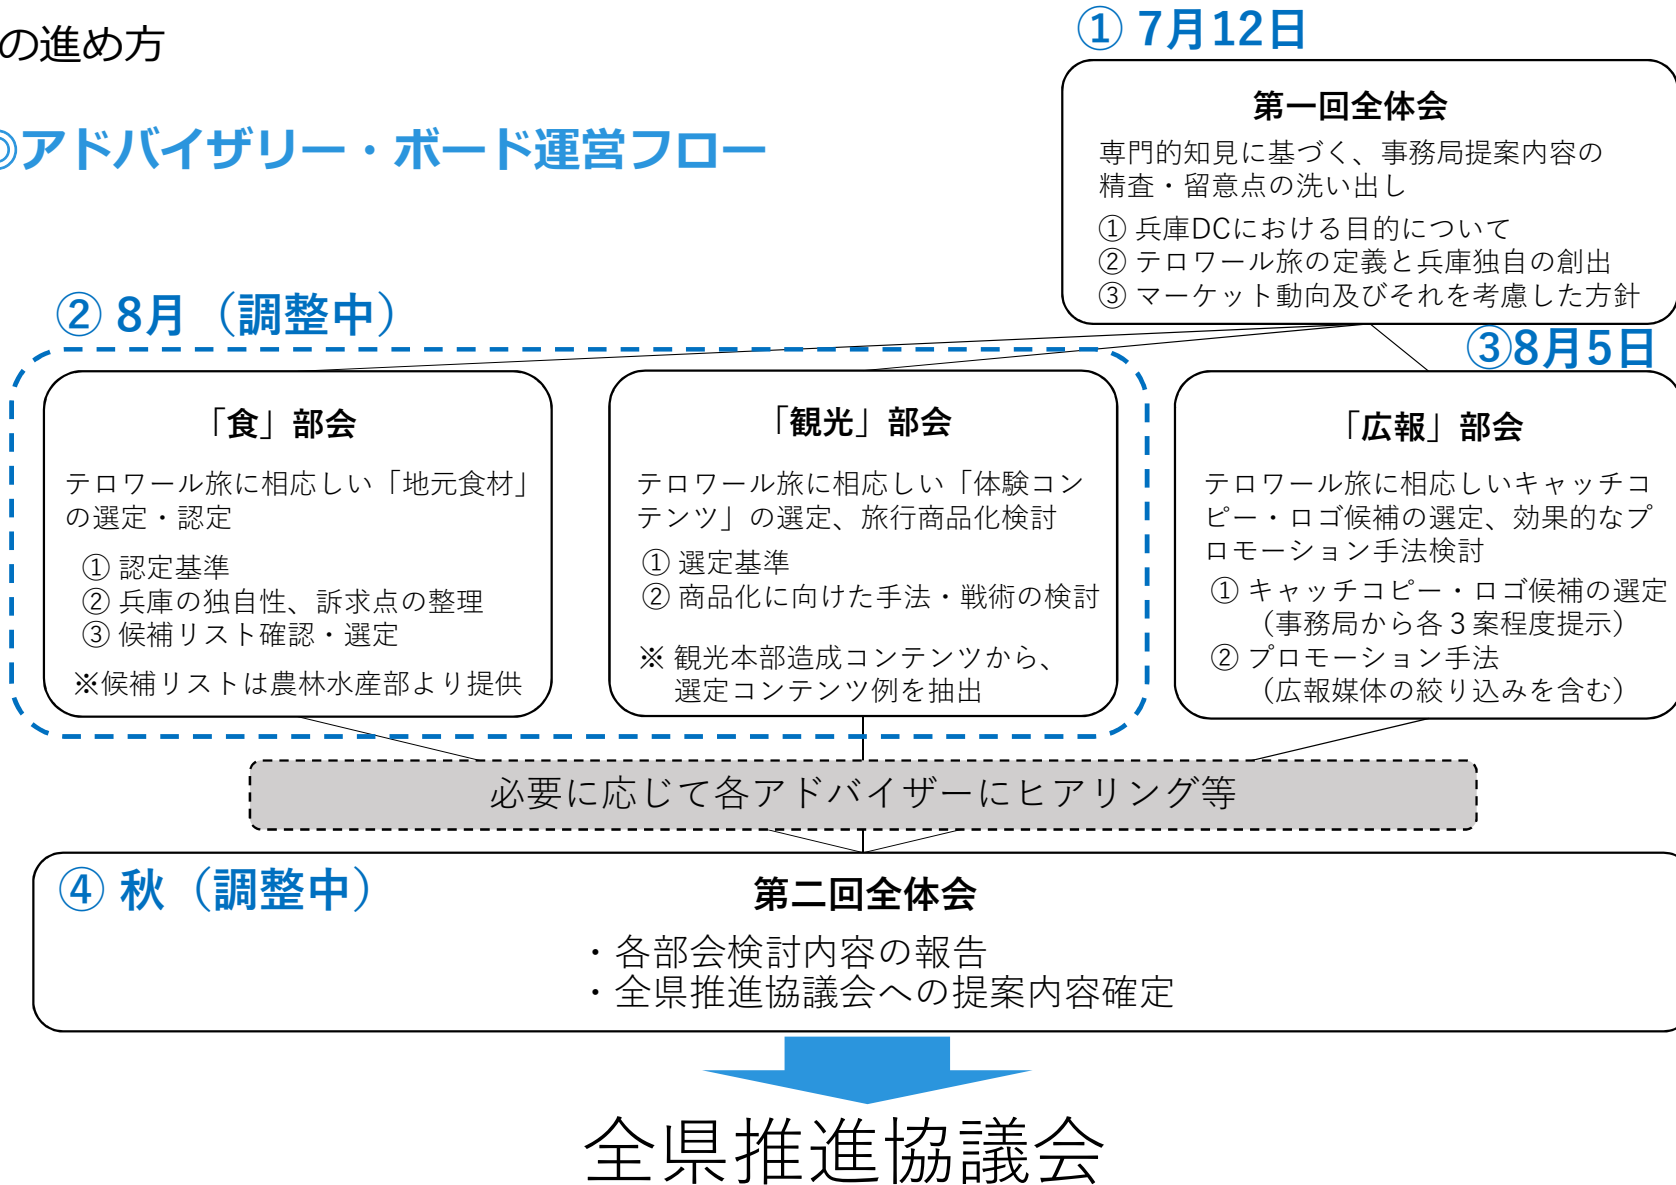 の進め方
◎アドバイザリー・ボード運営フロー
① 7月12日
第一回全体会
専門的知見に基づく、事務局提案内容の
精査・留意点の洗い出し
① 兵庫DCにおける目的について
② テロワール旅の定義と兵庫独自の創出
③ マーケット動向及びそれを考慮した方針
② 8月（調整中）
「食」部会
テロワール旅に相応しい「地元食材」
の選定・認定
① 認定基準
② 兵庫の独自性、訴求点の整理
③ 候補リスト確認・選定
※候補リストは農林水産部より提供
「観光」部会
テロワール旅に相応しい「体験コン
テンツ」の選定、旅行商品化検討
① 選定基準
② 商品化に向けた手法・戦術の検討
※ 観光本部造成コンテンツから、
選定コンテンツ例を抽出
③8月5日
「広報」部会
テロワール旅に相応しいキャッチコ
ピー・ロゴ候補の選定、効果的なプ
ロモーション手法検討
① キャッチコピー・ロゴ候補の選定
（事務局から各３案程度提示）
② プロモーション手法
（広報媒体の絞り込みを含む）
必要に応じて各アドバイザーにヒアリング等
④ 秋（調整中）
第二回全体会
・各部会検討内容の報告
・全県推進協議会への提案内容確定
全県推進協議会